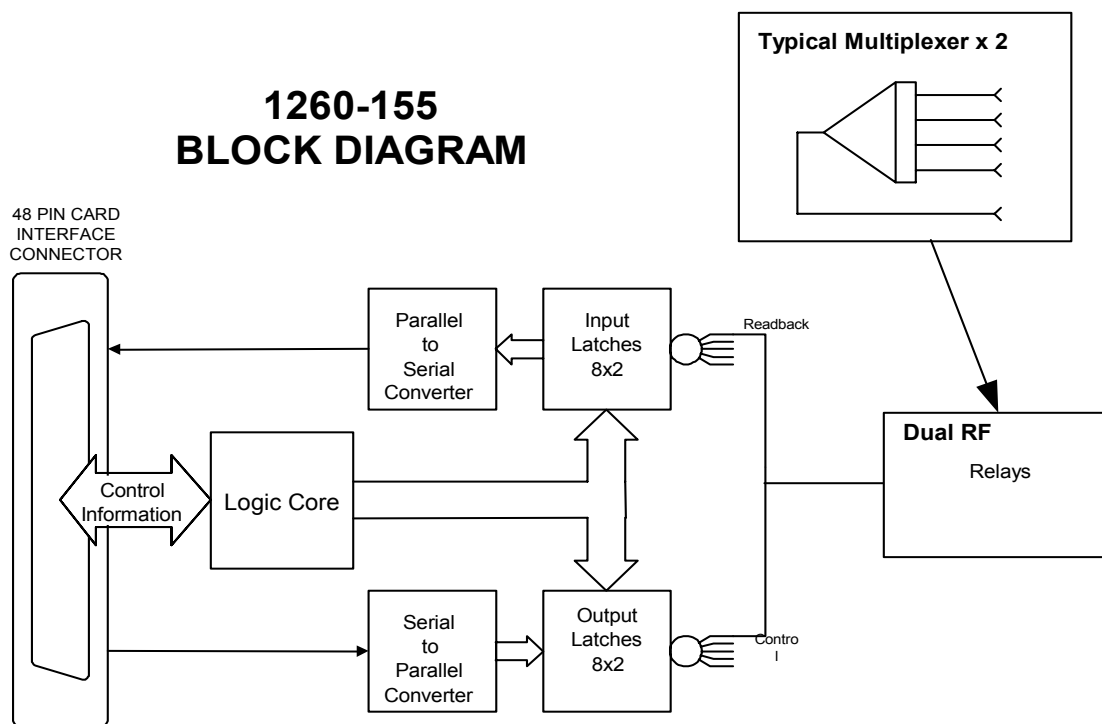 Typical Multiplexer x 2
1260-155
BLOCK DIAGRAM
48 PIN CARD
INTERFACE
CONNECTOR
Parallel
to
Serial
Converter
Input
Latches
8x2
Readback
Dual RF
Relays
Control
Information
Logic Core
Serial
to
Parallel
Converter
Output
Latches
8x2
Contro
l